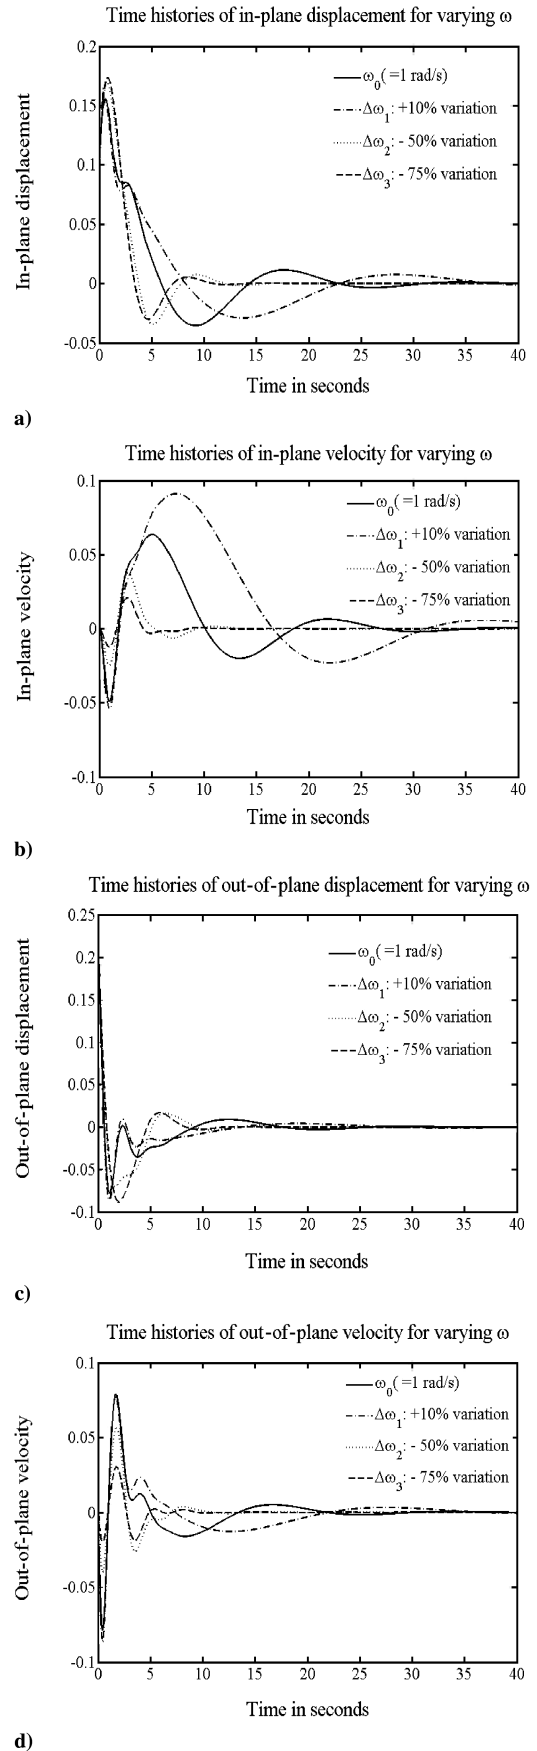 Time histories of in-plane displacement for varying ω
0.2
0.15
0.1
0.05
0
-0.05
In-plane displacement
ω0( =1 rad/s)
Δω1: +10% variation
Δω2: - 50% variation
Δω3: - 75% variation
0 5 10 15 20 25 30 35 40
Time in seconds
a)
Time histories of in-plane velocity for varying ω
0.1
0.05
0
-0.05
-0.1
In-plane velocity
ω0( =1 rad/s)
Δω1: +10% variation
Δω2: - 50% variation
Δω3: - 75% variation
0 5 10 15 20 25 30 35 40
Time in seconds
b)
Time histories of out-of-plane displacement for varying ω
0.25
0.2
0.15
0.1
0.05
0
-0.05
-0.1
Out-of-plane displacement
ω0( =1 rad/s)
Δω1: +10% variation
Δω2: - 50% variation
Δω3: - 75% variation
0 5 10 15 20 25 30 35 40
Time in seconds
c)
Time histories of out-of-plane velocity for varying ω
0.1
0.05
0
-0.05
-0.1
Out-of-plane velocity
ω0( =1 rad/s)
Δω1: +10% variation
Δω2: - 50% variation
Δω3: - 75% variation
0 5 10 15 20 25 30 35 40
Time in seconds
d)